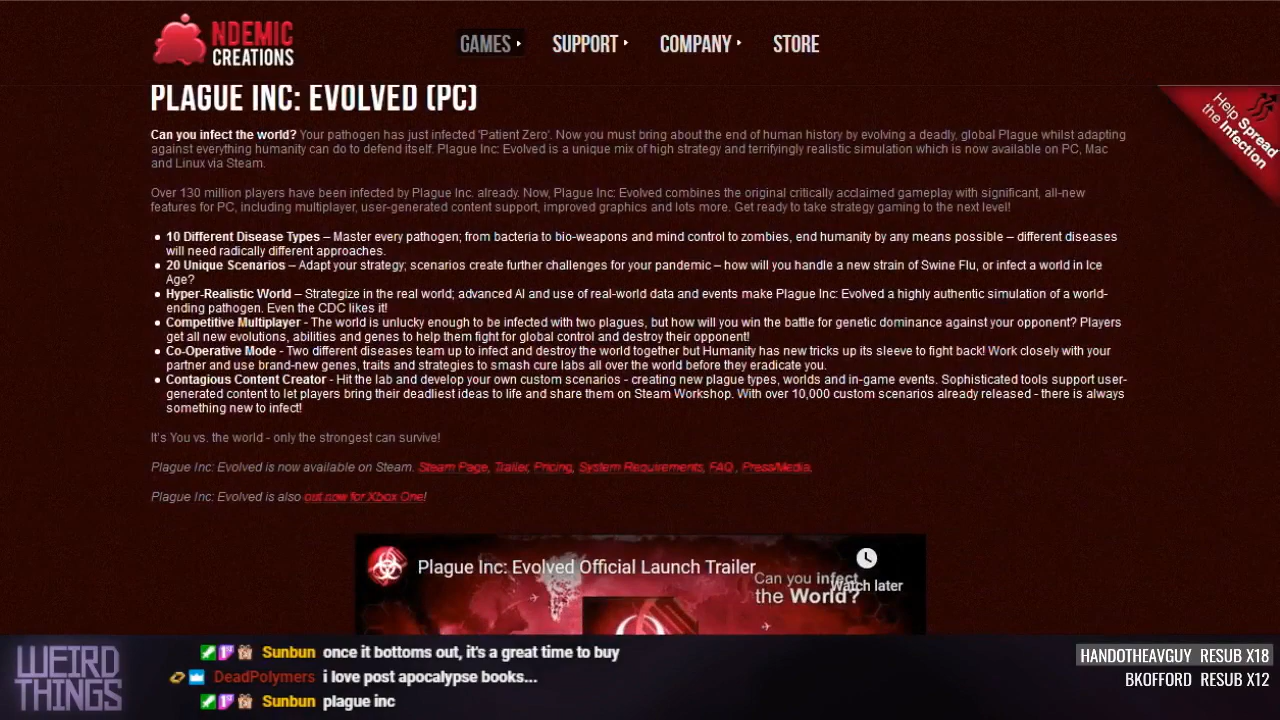 NDEMIC
CREATIONS
GAMES
SUPPORT
COMPANY
STORE
PLAGUE INC: EVOLVED (PC)
Help Spread
the Infection
Can you infect the world? Your pathogen has just infected 'Patient Zero'. Now you must bring about the end of human history by evolving a deadly, global Plague whilst adapting
against everything humanity can do to defend itself. Plague Inc: Evolved is a unique mix of high strategy and terrifyingly realistic simulation which is now available on PC, Mac
and Linux via Steam.
Over 130 million players have been infected by Plague Inc. already. Now, Plague Inc: Evolved combines the original critically acclaimed gameplay with significant, all-new
features for PC, including multiplayer, user-generated content support, improved graphics and lots more. Get ready to take strategy gaming to the next level!
10 Different Disease Types – Master every pathogen; from bacteria to bio-weapons and mind control to zombies, end humanity by any means possible – different diseases
will need radically different approaches.
20 Unique Scenarios – Adapt your strategy; scenarios create further challenges for your pandemic – how will you handle a new strain of Swine Flu, or infect a world in Ice
Age?
Hyper-Realistic World – Strategize in the real world; advanced AI and use of real-world data and events make Plague Inc: Evolved a highly authentic simulation of a world-
ending pathogen. Even the CDC likes it!
Competitive Multiplayer - The world is unlucky enough to be infected with two plagues, but how will you win the battle for genetic dominance against your opponent? Players
get all new evolutions, abilities and genes to help them fight for global control and destroy their opponent!
Co-Operative Mode - Two different diseases team up to infect and destroy the world together but Humanity has new tricks up its sleeve to fight back! Work closely with your
partner and use brand-new genes, traits and strategies to smash cure labs all over the world before they eradicate you.
Contagious Content Creator - Hit the lab and develop your own custom scenarios - creating new plague types, worlds and in-game events. Sophisticated tools support user-
generated content to let players bring their deadliest ideas to life and share them on Steam Workshop. With over 10,000 custom scenarios already released - there is always
something new to infect!
It's You vs. the world - only the strongest can survive!
Plague Inc: Evolved is now available on Steam. Steam Page, Trailer, Pricing, System Requirements, FAQ , Press/Media.
Plague Inc: Evolved is also out now for Xbox One!
Plague Inc: Evolved Official Launch Trailer
Watch later
Can you infect
the World?
WEIRD
THINGS
Sunbun once it bottoms out, it's a great time to buy
DeadPolymers i love post apocalypse books...
Sunbun plague inc
HANDOTHEAVGUY RESUB X18
BKOFFORD RESUB X12